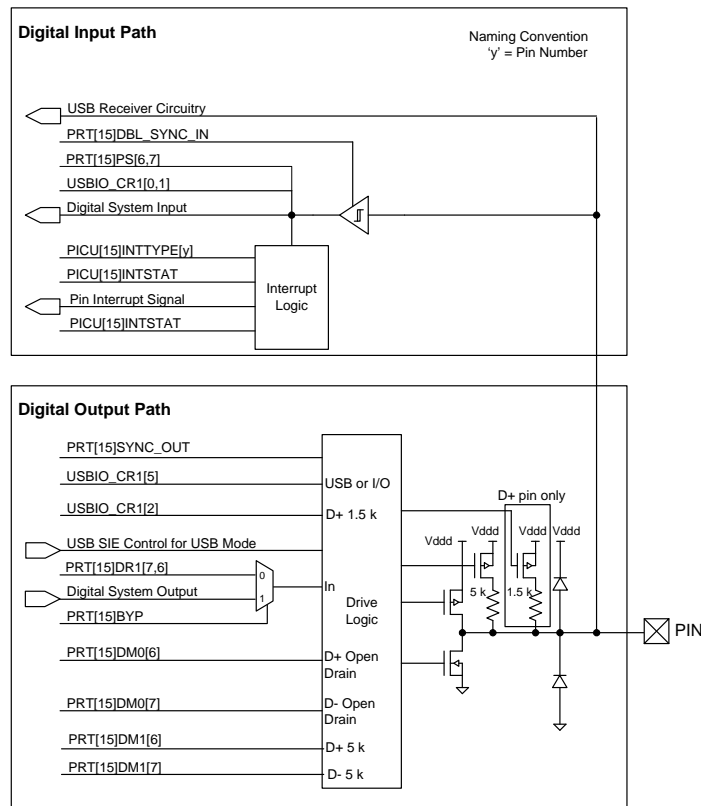 Digital Input Path
Naming Convention
'y' = Pin Number
USB Receiver Circuitry
PRT[15]DBL_SYNC_IN
PRT[15]PS[6,7]
USBIO_CR1[0,1]
Digital System Input
PICU[15]INTTYPE[y]
PICU[15]INTSTAT
Pin Interrupt Signal
PICU[15]INTSTAT
Interrupt
Logic
Digital Output Path
PRT[15]SYNC_OUT
USBIO_CR1[5]
USB or I/O
USBIO_CR1[2]
D+ 1.5 k
D+ pin only
USB SIE Control for USB Mode
Vddd
Vddd
Vddd
Vddd
PRT[15]DR1[7,6]
0
Digital System Output
1
In
5 k
1.5 k
PRT[15]BYP
Drive
Logic
PIN
PRT[15]DM0[6]
D+ Open
Drain
PRT[15]DM0[7]
D- Open
Drain
PRT[15]DM1[6]
D+ 5 k
PRT[15]DM1[7]
D- 5 k